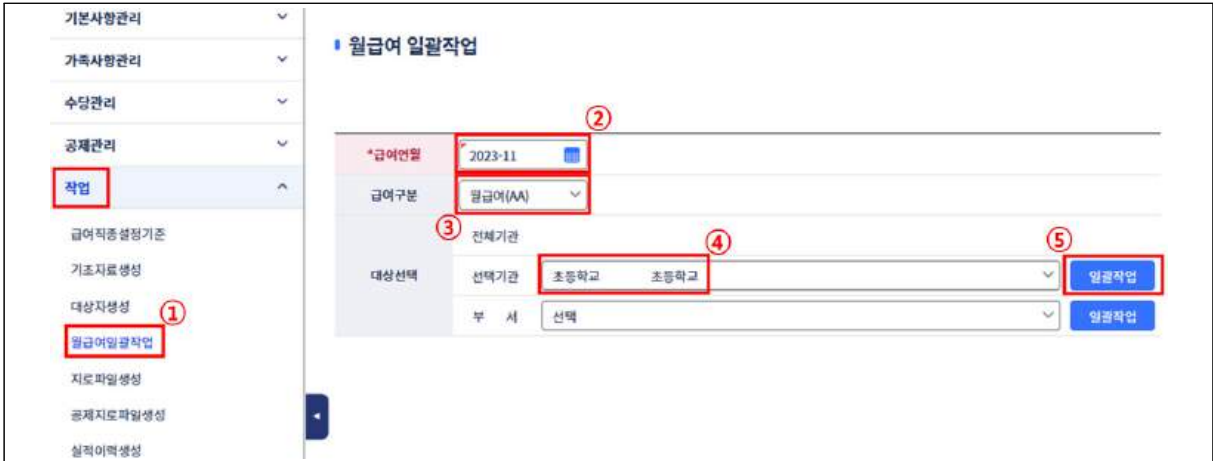 기본사항관리
가족사항관리
수당관리
공제관리
작업
급여직종설정기준
기초자료생성
대상자생성
①
월급여일괄작업
지로파일생성
공제지로파일생성
실적이력생성
월급여 일괄작업
②
*급여연월 2023-11
급여구분 월급여(AA)
③ 전체기관 ④ ⑤
대상선택 선택기관 초등학교 초등학교 일괄작업
부 서 선택 일괄작업